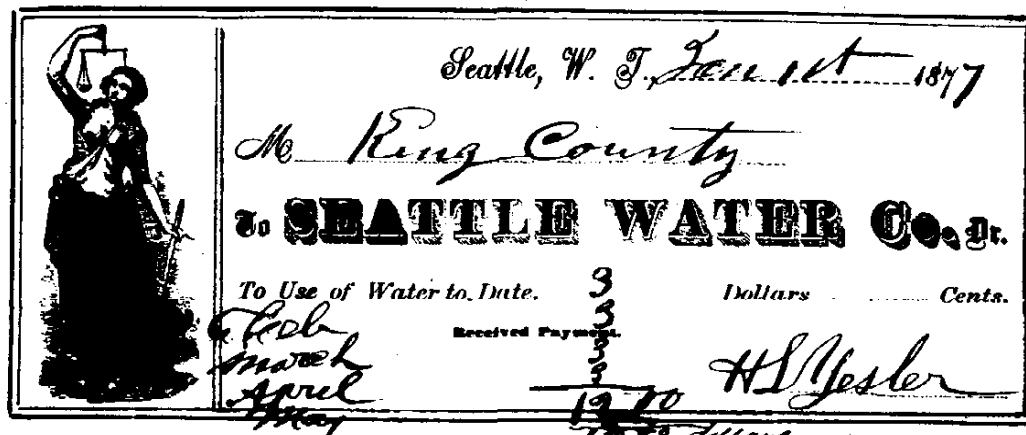 Seattle, W. T., Jan 1st 1877
M King County
To SEATTLE WATER Co. Dr.
To Use of Water to Date. 3 Dollars Cents.
Feb 3
Received Payment.
March 3
April 3
H L Yesler
May 12